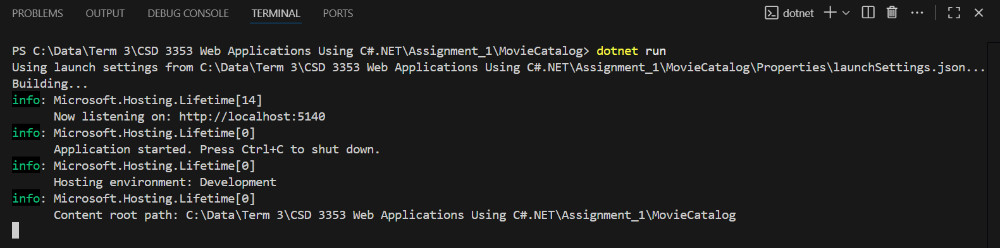 PROBLEMS OUTPUT DEBUG CONSOLE TERMINAL PORTS dotnet
PS C:\Data\Term 3\CSD 3353 Web Applications Using C#.NET\Assignment_1\MovieCatalog> dotnet run
Using launch settings from C:\Data\Term 3\CSD 3353 Web Applications Using C#.NET\Assignment_1\MovieCatalog\Properties\launchSettings.json...
Building...
info: Microsoft.Hosting.Lifetime[14]
      Now listening on: http://localhost:5140
info: Microsoft.Hosting.Lifetime[0]
      Application started. Press Ctrl+C to shut down.
info: Microsoft.Hosting.Lifetime[0]
      Hosting environment: Development
info: Microsoft.Hosting.Lifetime[0]
      Content root path: C:\Data\Term 3\CSD 3353 Web Applications Using C#.NET\Assignment_1\MovieCatalog